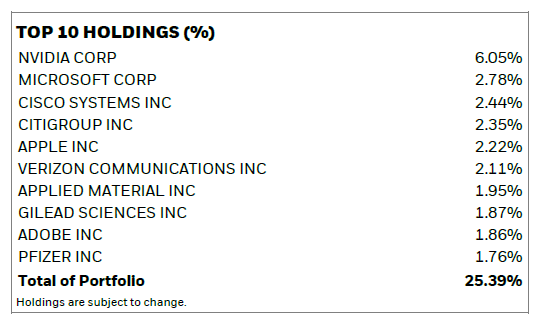 TOP 10 HOLDINGS (%)
NVIDIA CORP 6.05%
MICROSOFT CORP 2.78%
CISCO SYSTEMS INC 2.44%
CITIGROUP INC 2.35%
APPLE INC 2.22%
VERIZON COMMUNICATIONS INC 2.11%
APPLIED MATERIAL INC 1.95%
GILEAD SCIENCES INC 1.87%
ADOBE INC 1.86%
PFIZER INC 1.76%
Total of Portfolio 25.39%
Holdings are subject to change.